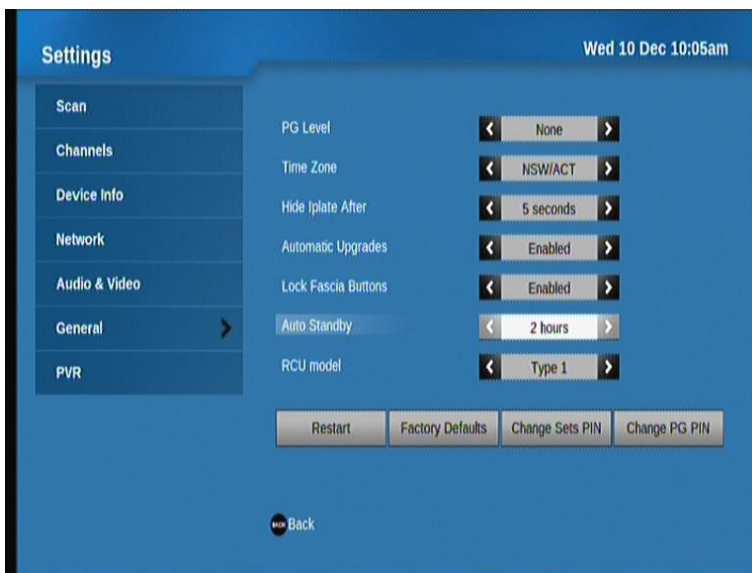 Settings
Wed 10 Dec 10:05am
Scan
Channels
Device Info
Network
Audio & Video
General
PVR
PG Level
None
Time Zone
NSW/ACT
Hide Iplate After
5 seconds
Automatic Upgrades
Enabled
Lock Fascia Buttons
Enabled
Auto Standby
2 hours
RCU model
Type 1
Restart
Factory Defaults
Change Sets PIN
Change PG PIN
BACK Back